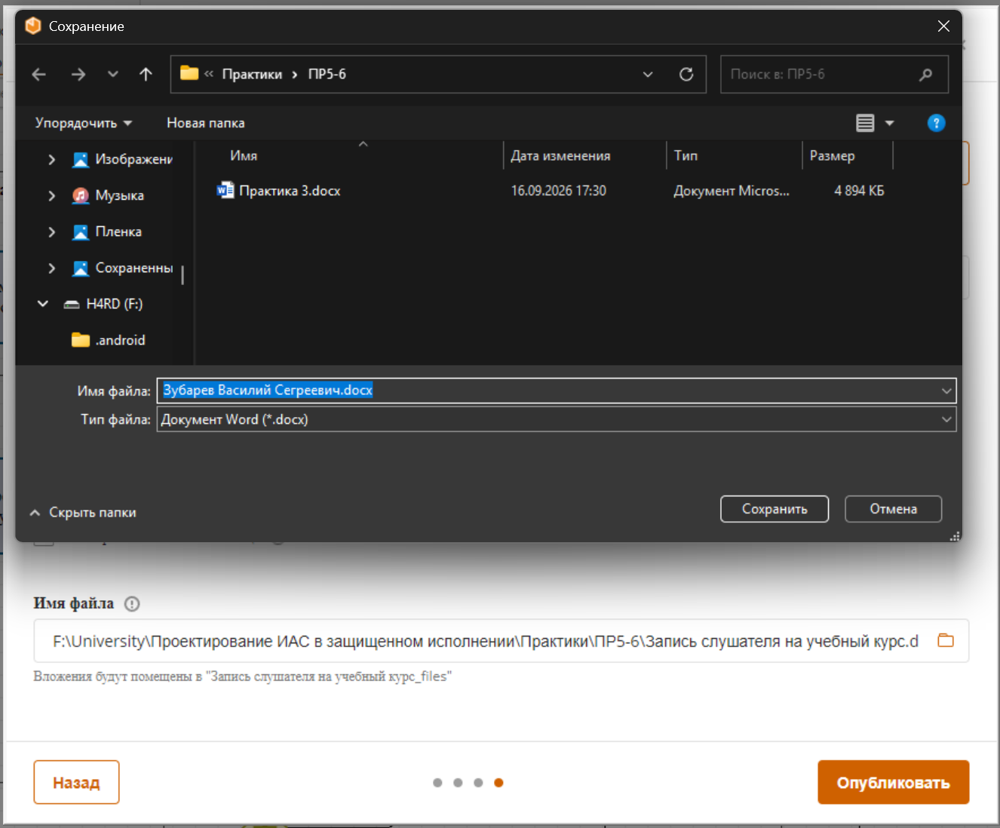 Сохранение
« Практики › ПР5-6
Поиск в: ПР5-6
Упорядочить
Новая папка
Имя
Дата изменения
Тип
Размер
Практика 3.docx
16.09.2026 17:30
Документ Micros...
4 894 КБ
Изображени
Музыка
Пленка
Сохраненны
H4RD (F:)
.android
Имя файла:
Зубарев Василий Сегреевич.docx
Тип файла:
Документ Word (*.docx)
Скрыть папки
Сохранить
Отмена
Имя файла
F:\University\Проектирование ИАС в защищенном исполнении\Практики\ПР5-6\Запись слушателя на учебный курс.d
Вложения будут помещены в "Запись слушателя на учебный курс_files"
Назад
Опубликовать